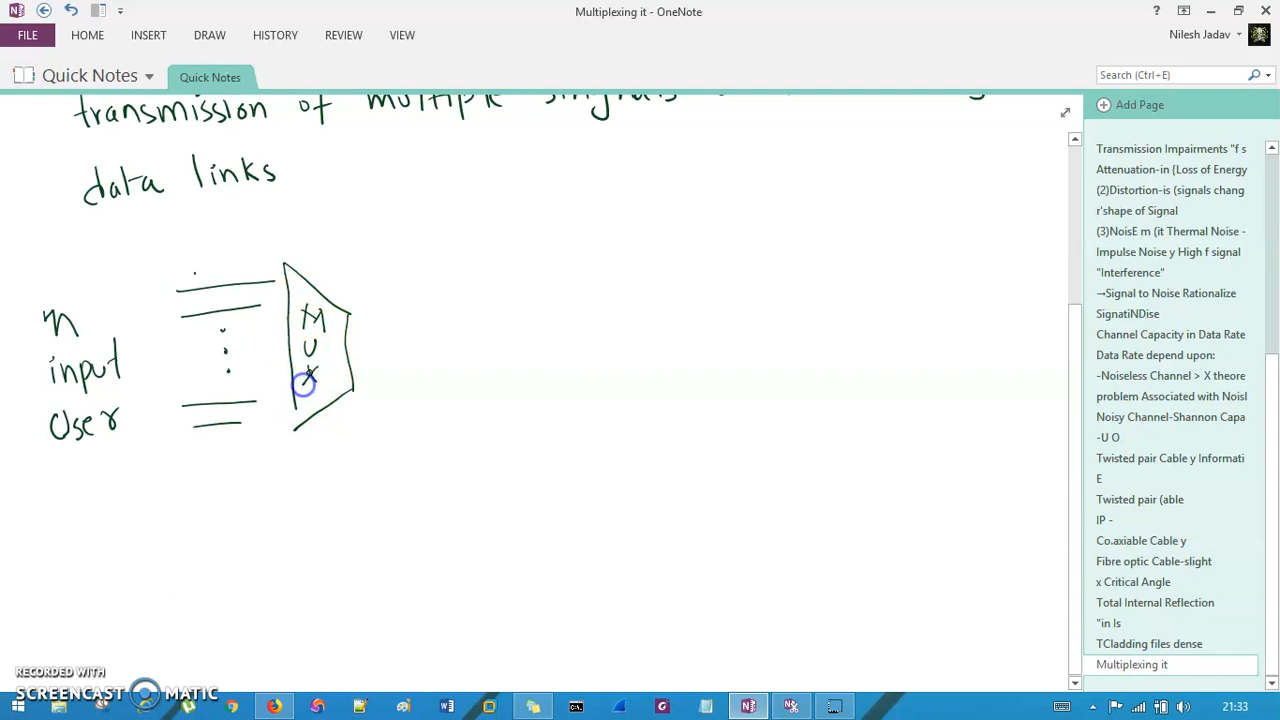 Multiplexing it - OneNote
FILE HOME INSERT DRAW HISTORY REVIEW VIEW
Nilesh Jadav
Quick Notes
Quick Notes
Search (Ctrl+E)
Add Page
transmission of multiple singnals
data links
n
input
User
M
U
X
Transmission Impairments "f s
Attenuation-in {Loss of Energy
(2)Distortion-is (signals chang
r'shape of Signal
(3)NoisE m (it Thermal Noise -
Impulse Noise y High f signal
"Interference"
→Signal to Noise Rationalize
SignatiNDise
Channel Capacity in Data Rate
Data Rate depend upon:
-Noiseless Channel > X theore
problem Associated with Noisl
Noisy Channel-Shannon Capa
-U O
Twisted pair Cable y Informati
E
Twisted pair (able
IP -
Co.axiable Cable y
Fibre optic Cable-slight
x Critical Angle
Total Internal Reflection
"in Is
TCladding files dense
Multiplexing it
RECORDED WITH
SCREENCAST MATIC
21:33